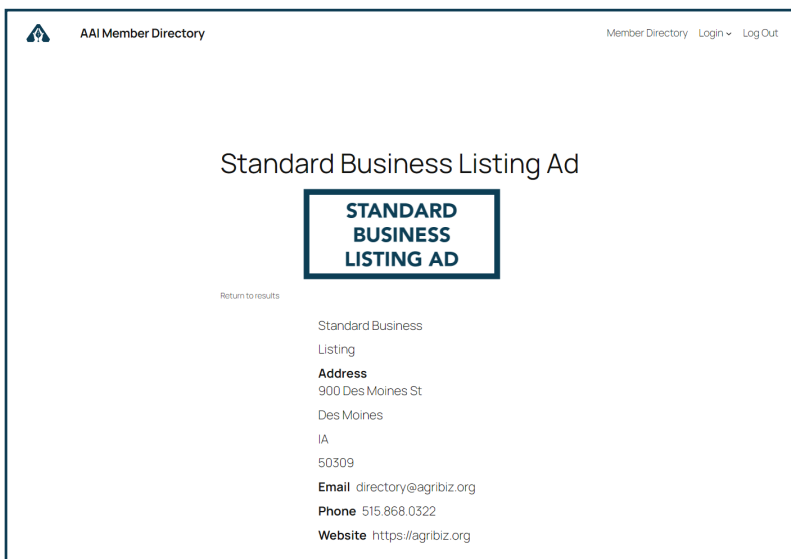 AAI Member Directory
Member Directory Login Log Out
Standard Business Listing Ad
STANDARD
BUSINESS
LISTING AD
Return to results
Standard Business
Listing
Address
900 Des Moines St
Des Moines
IA
50309
Email directory@agribiz.org
Phone 515.868.0322
Website https://agribiz.org